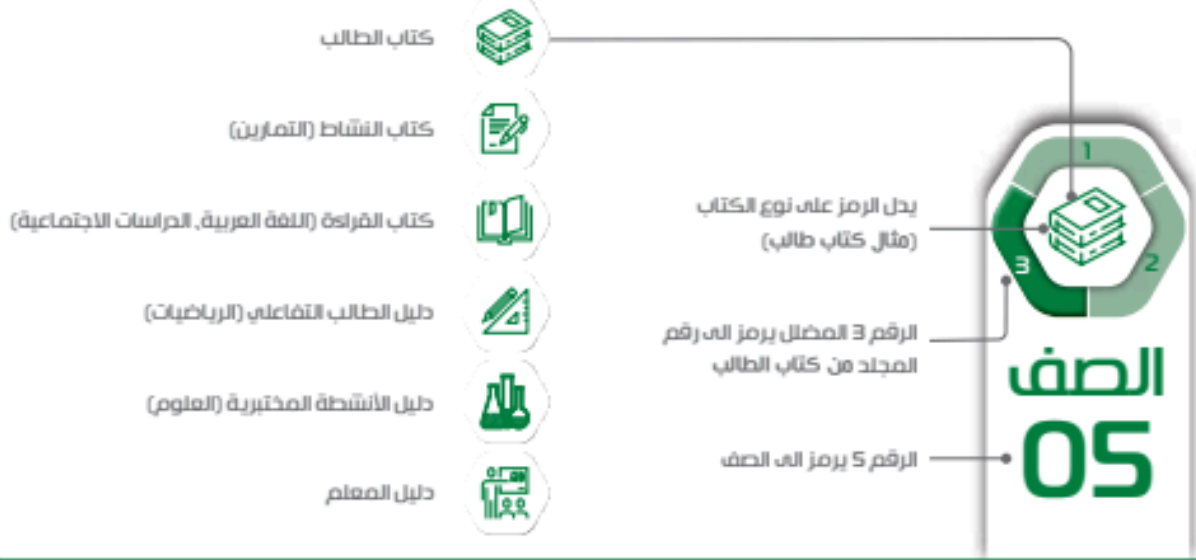 1
2
3
الصف
05
يدل الرمز على نوع الكتاب
(مثال كتاب طالب)
الرقم 3 المضلل يرمز الى رقم
المجلد من كتاب الطالب
الرقم 5 يرمز الى الصف
كتاب الطالب
كتاب النشاط (التمارين)
كتاب القراءة (اللغة العربية, الدراسات الاجتماعية)
دليل الطالب التفاعلي (الرياضيات)
دليل الأنشطة المختبرية (العلوم)
دليل المعلم